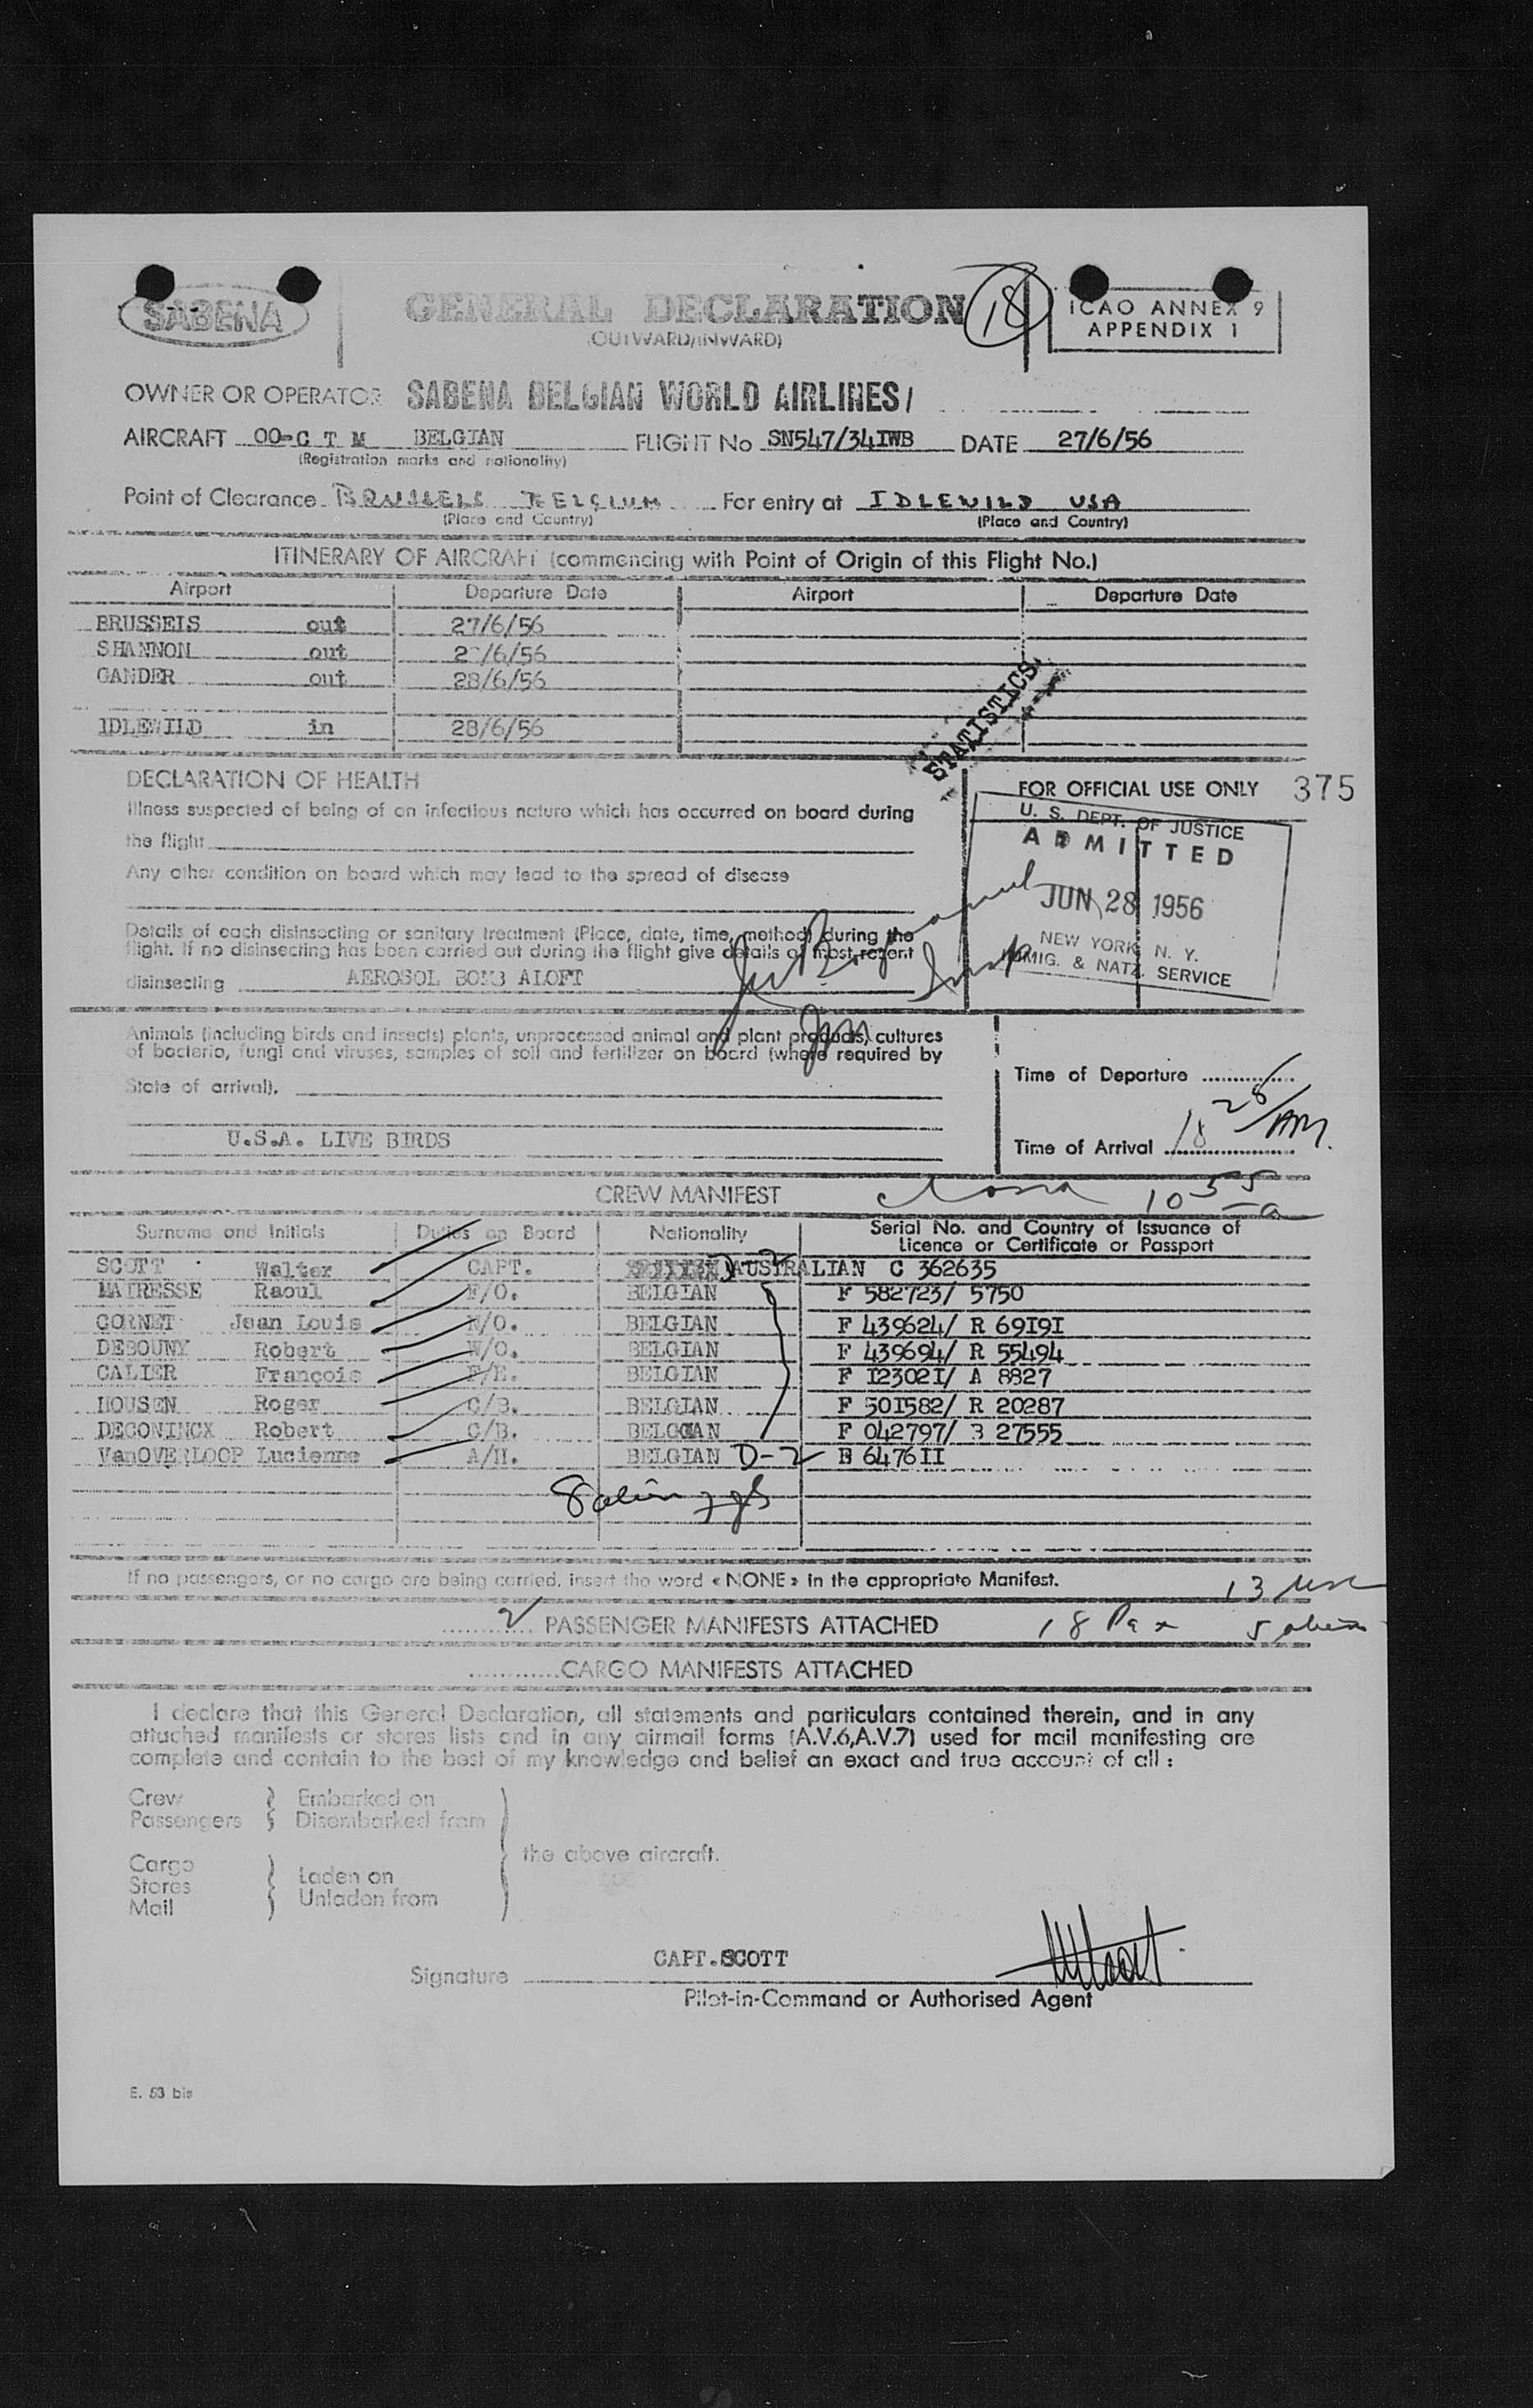 SABENA
GENERAL DECLARATION
(OUTWARD/INWARD)
18
ICAO ANNEX 9
APPENDIX 1
OWNER OR OPERATOR SABENA BELGIAN WORLD AIRLINES/
AIRCRAFT OO-C T M BELGIAN FLIGHT No SN547/34IWB DATE 27/6/56
(Registration marks and nationality)
Point of Clearance BRUSSELS BELGIUM For entry at IDLEWILD USA
(Place and Country) (Place and Country)
ITINERARY OF AIRCRAFT (commencing with Point of Origin of this Flight No.)
Airport Departure Date Airport Departure Date
BRUSSELS out 27/6/56
SHANNON out 2 /6/56
GANDER out 28/6/56
IDLEWILD in 28/6/56
STATISTICS
DECLARATION OF HEALTH
FOR OFFICIAL USE ONLY 375
Illness suspected of being of an infectious nature which has occurred on board during
the flight
Any other condition on board which may lead to the spread of disease
U. S. DEPT. OF JUSTICE
ADMITTED
JUN 28 1956
NEW YORK, N. Y.
IMMIG. & NATZ. SERVICE
Details of each disinsecting or sanitary treatment (Place, date, time, method) during the
flight. If no disinsecting has been carried out during the flight give details of most recent
disinsecting AEROSOL BOMB ALOFT
Animals (including birds and insects) plants, unprocessed animal and plant products, cultures
of bacteria, fungi and viruses, samples of soil and fertilizer on board (where required by
State of arrival).
U.S.A. LIVE BIRDS
Time of Departure
Time of Arrival
CREW MANIFEST 10 55 a
Surname and Initials Duties on Board Nationality Serial No. and Country of Issuance of
Licence or Certificate or Passport
SCOTT Walter CAPT. AUSTRALIAN C 362635
MAIRESSE Raoul F/O. BELGIAN F 582723/ 5750
CORNET Jean Louis BELGIAN F 439624/ R 69I9I
DEBOUNY Robert BELGIAN F 439694/ R 55494
CALIER François BELGIAN F I2302I/ A 8827
HOUSEN Roger BELGIAN F 50I582/ R 20287
DECONINCK Robert BELGIAN F 042797/ B 27555
VanOVERLOOP Lucienne A/H. BELGIAN D-2 B 6476II
If no passengers, or no cargo are being carried, insert the word « NONE » in the appropriate Manifest.
2 PASSENGER MANIFESTS ATTACHED 18 Pax
CARGO MANIFESTS ATTACHED
I declare that this General Declaration, all statements and particulars contained therein, and in any
attached manifests or stores lists and in any airmail forms (A.V.6,A.V.7) used for mail manifesting are
complete and contain to the best of my knowledge and belief an exact and true account of all :
Crew
Passengers
Embarked on
Disembarked from
the above aircraft.
Cargo
Stores
Mail
Laden on
Unladen from
Signature CAPT.SCOTT
Pilot-in-Command or Authorised Agent
E. 53 bis